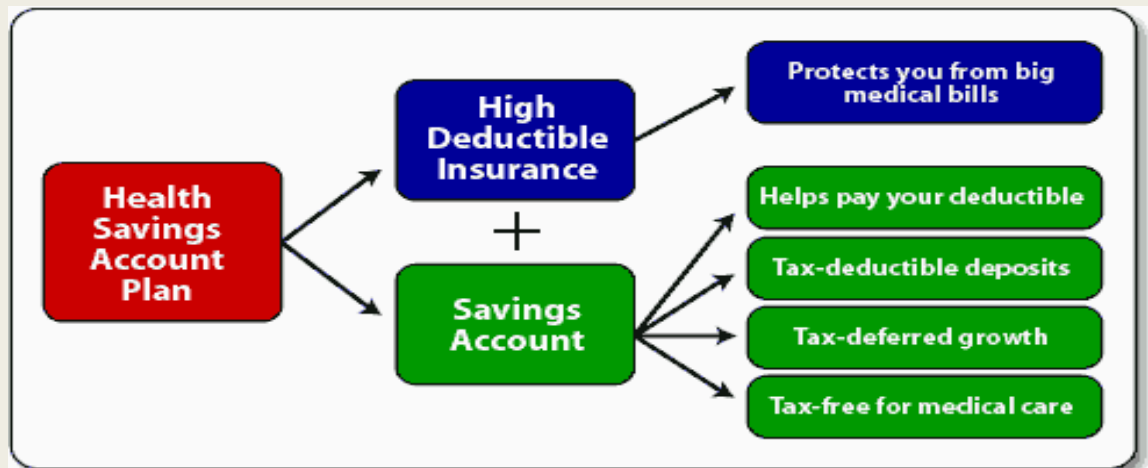 Health
Savings
Account
Plan
High
Deductible
Insurance
+
Savings
Account
Protects you from big
medical bills
Helps pay your deductible
Tax-deductible deposits
Tax-deferred growth
Tax-free for medical care